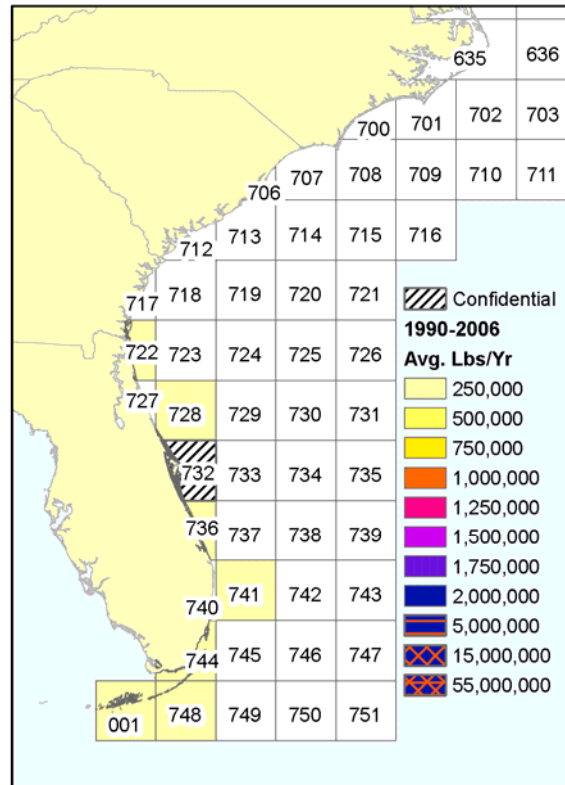 635 636
700 701 702 703
706 707 708 709 710 711
712 713 714 715 716
717 718 719 720 721
722 723 724 725 726
727 728 729 730 731
732 733 734 735
736 737 738 739
740 741 742 743
744 745 746 747
001 748 749 750 751
Confidential
1990-2006
Avg. Lbs/Yr
250,000
500,000
750,000
1,000,000
1,250,000
1,500,000
1,750,000
2,000,000
5,000,000
15,000,000
55,000,000